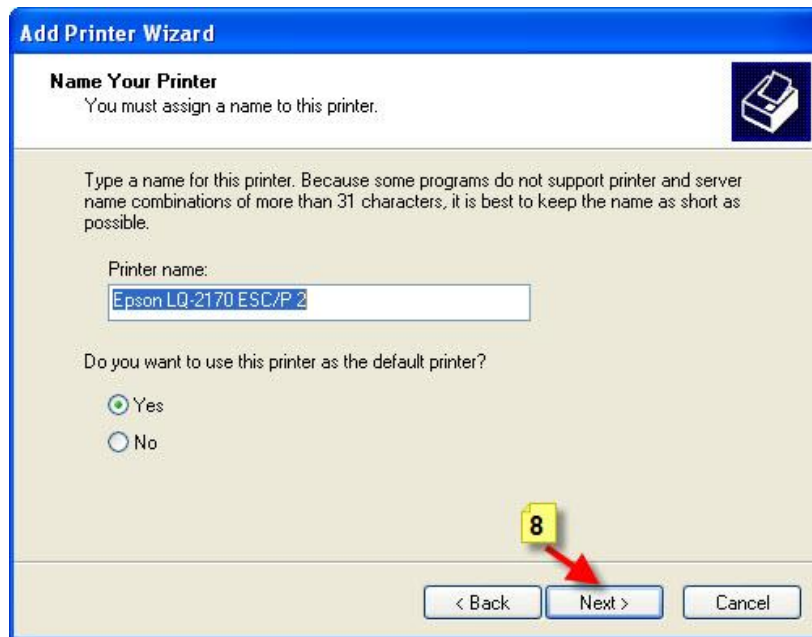 Add Printer Wizard
Name Your Printer
You must assign a name to this printer.
Type a name for this printer. Because some programs do not support printer and server
name combinations of more than 31 characters, it is best to keep the name as short as
possible.
Printer name:
Epson LQ-2170 ESC/P 2
Do you want to use this printer as the default printer?
Yes
No
8
< Back Next > Cancel